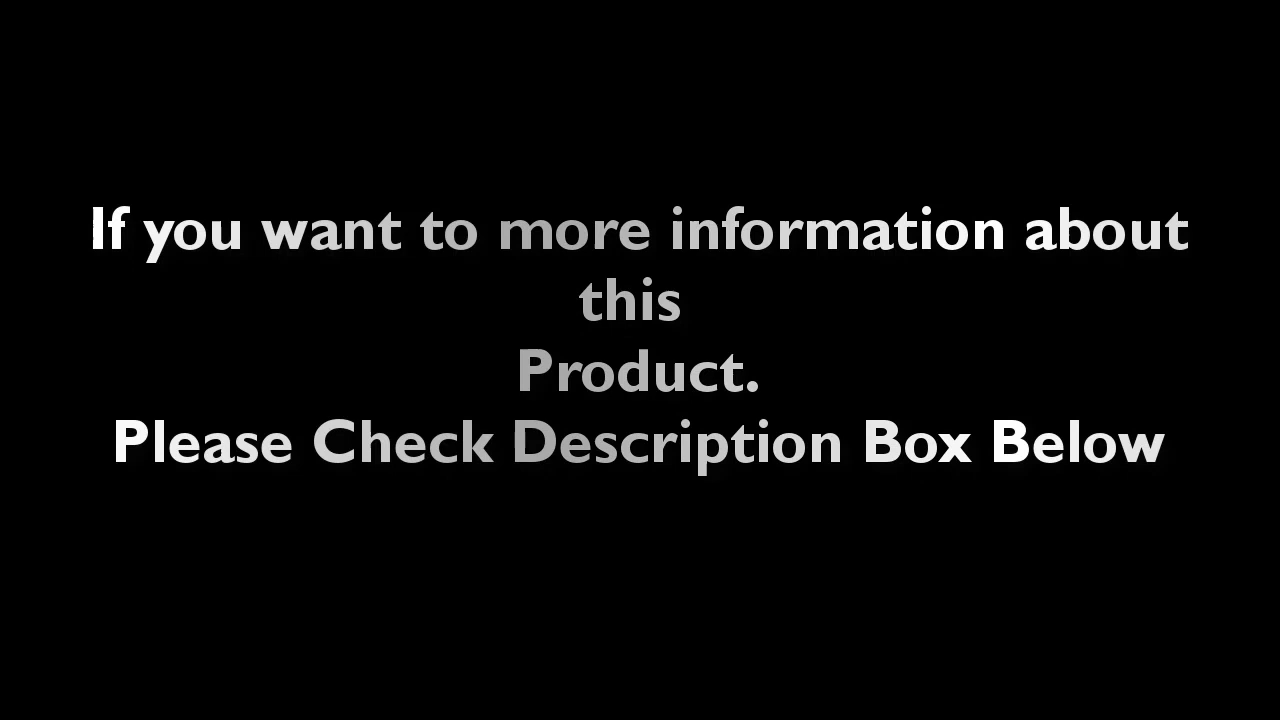 If you want to more information about
this
Product.
Please Check Description Box Below